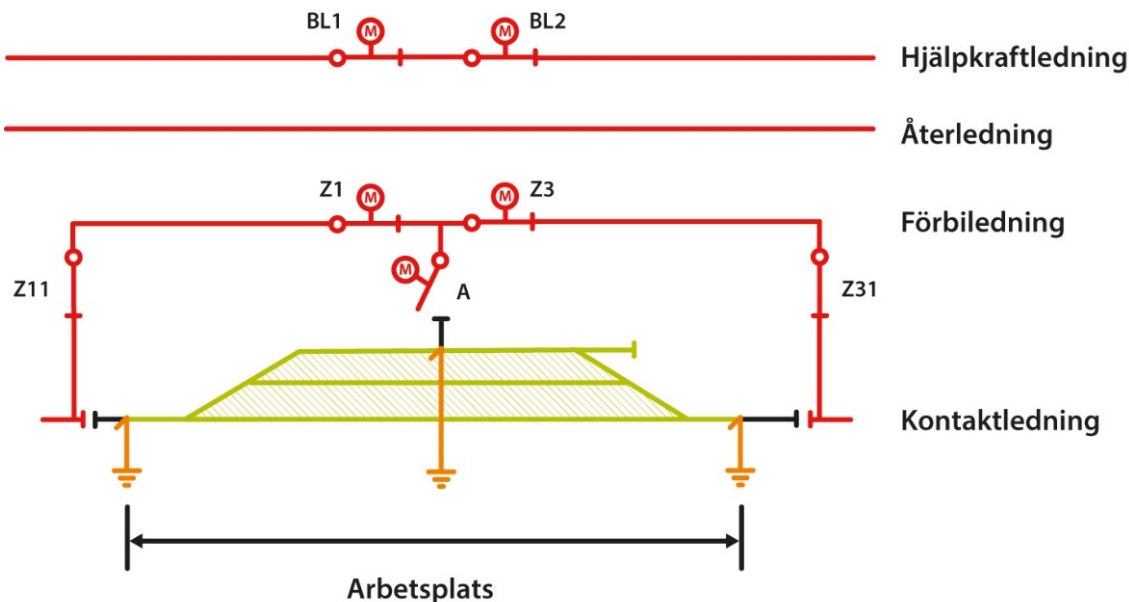 BL1 M M BL2
Hjälpkraftledning
Återledning
Z1 M M Z3
Förbiledning
Z11 M A Z31
Kontaktledning
Arbetsplats